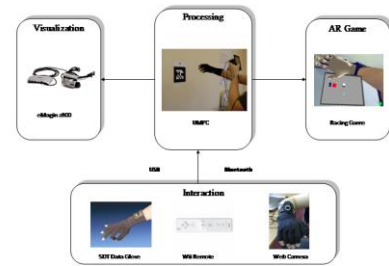 Visualization
Processing
AR Game
eMagin z800
UMPC
Racing Game
USB
Bluetooth
Interaction
5DT Data Glove
Wii Remote
Web Camera